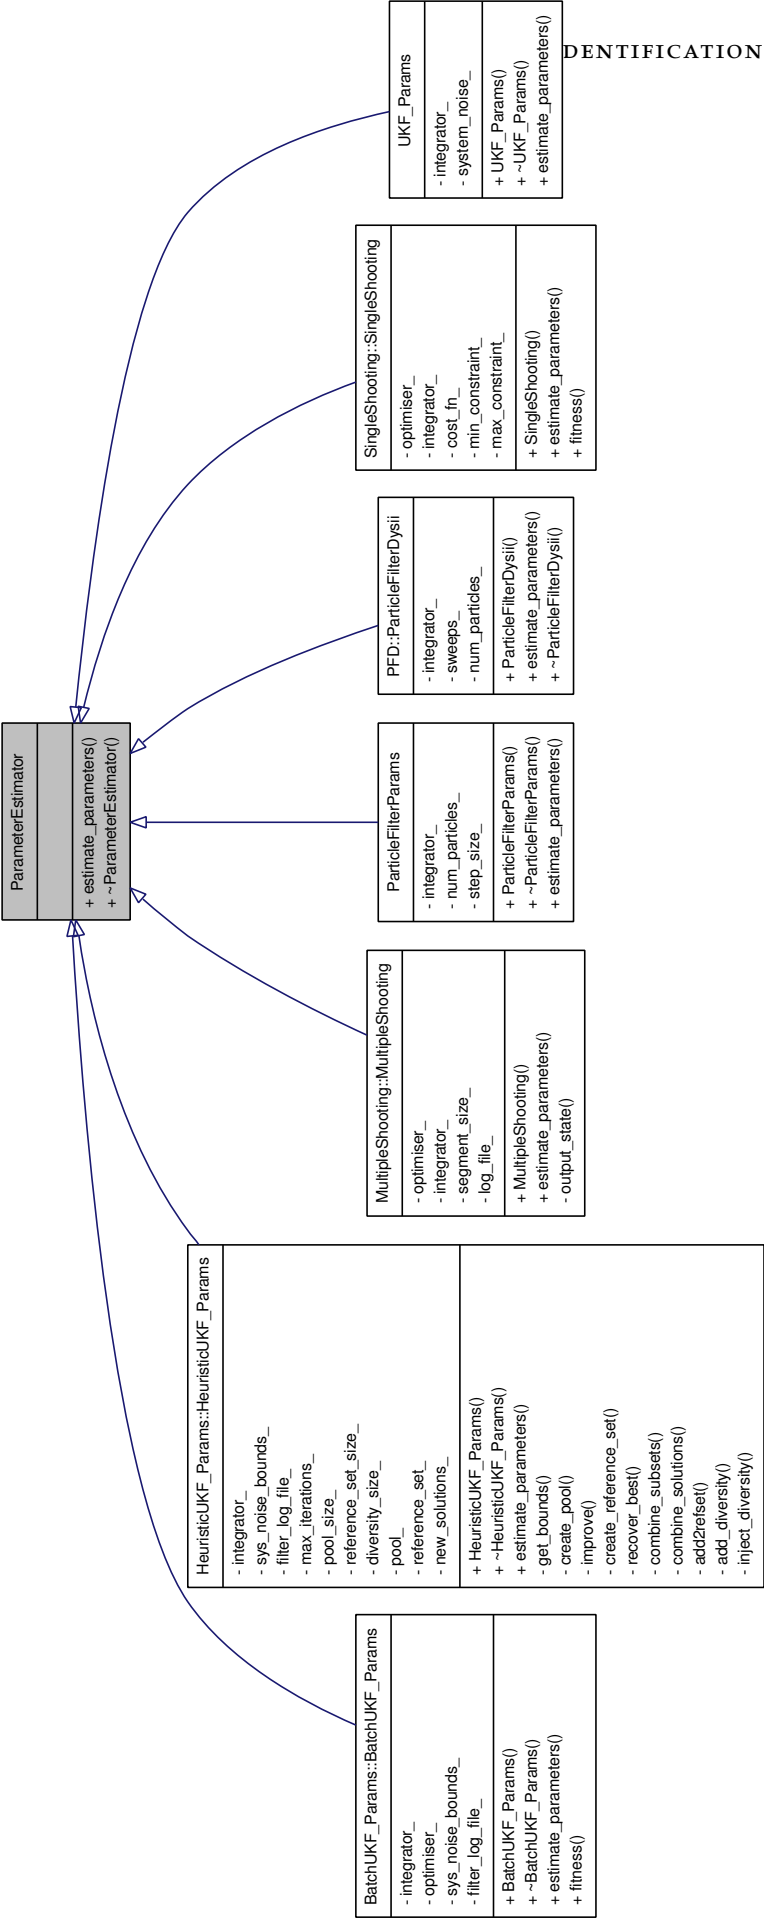 DENTIFICATION
ParameterEstimator
+ estimate_parameters()
+ ~ParameterEstimator()
BatchUKF_Params::BatchUKF_Params
- integrator_
- optimiser_
- sys_noise_bounds_
- filter_log_file_
+ BatchUKF_Params()
+ ~BatchUKF_Params()
+ estimate_parameters()
+ fitness()
HeuristicUKF_Params::HeuristicUKF_Params
- integrator_
- sys_noise_bounds_
- filter_log_file_
- max_iterations_
- pool_size_
- reference_set_size_
- diversity_size_
- pool_
- reference_set_
- new_solutions_
+ HeuristicUKF_Params()
+ ~HeuristicUKF_Params()
+ estimate_parameters()
- get_bounds()
- create_pool()
- improve()
- create_reference_set()
- recover_best()
- combine_subsets()
- combine_solutions()
- add2refset()
- add_diversity()
- inject_diversity()
MultipleShooting::MultipleShooting
- optimiser_
- integrator_
- segment_size_
- log_file_
+ MultipleShooting()
+ estimate_parameters()
- output_state()
ParticleFilterParams
- integrator_
- num_particles_
- step_size_
+ ParticleFilterParams()
+ ~ParticleFilterParams()
+ estimate_parameters()
PFD::ParticleFilterDysii
- integrator_
- sweeps_
- num_particles_
+ ParticleFilterDysii()
+ estimate_parameters()
+ ~ParticleFilterDysii()
SingleShooting::SingleShooting
- optimiser_
- integrator_
- cost_fn_
- min_constraint_
- max_constraint_
+ SingleShooting()
+ estimate_parameters()
+ fitness()
UKF_Params
- integrator_
- system_noise_
+ UKF_Params()
+ ~UKF_Params()
+ estimate_parameters()